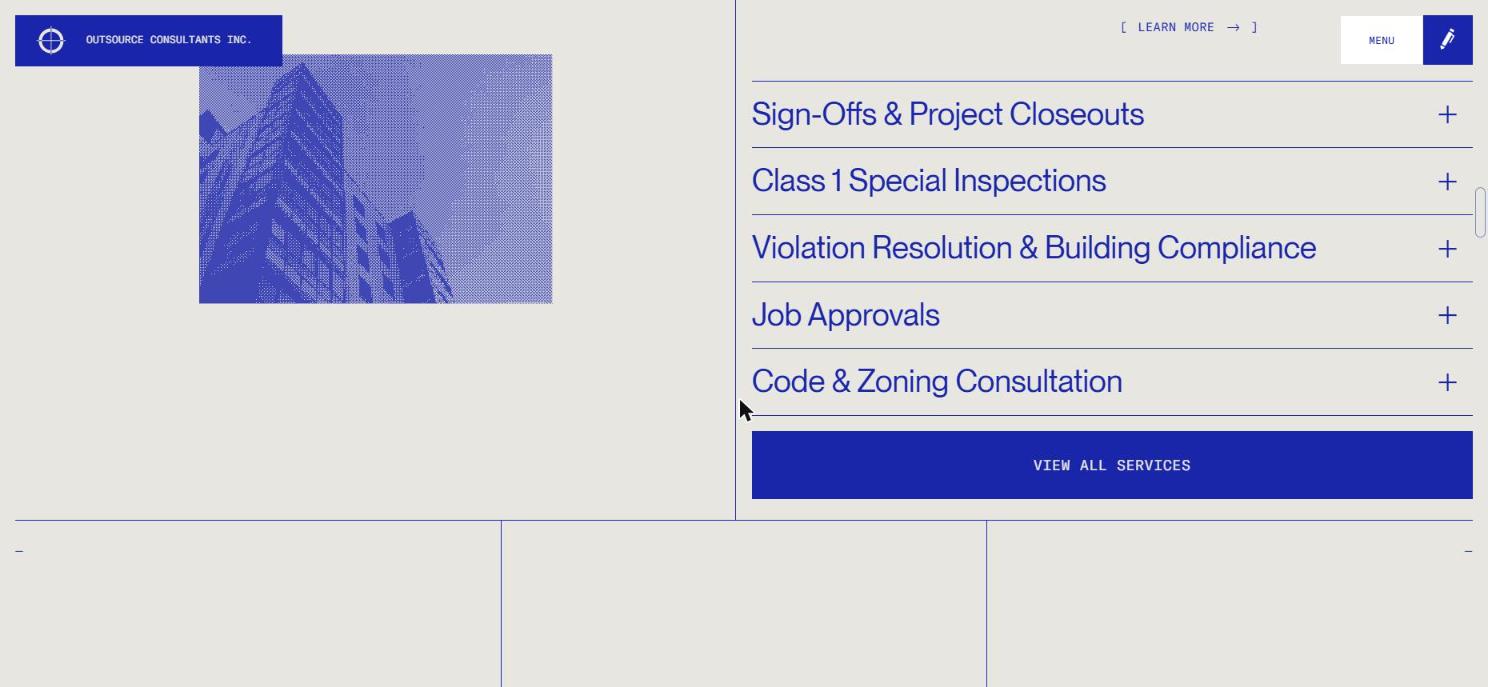 OUTSOURCE CONSULTANTS INC.
[ LEARN MORE → ]
MENU
Sign-Offs & Project Closeouts
Class 1 Special Inspections
Violation Resolution & Building Compliance
Job Approvals
Code & Zoning Consultation
VIEW ALL SERVICES